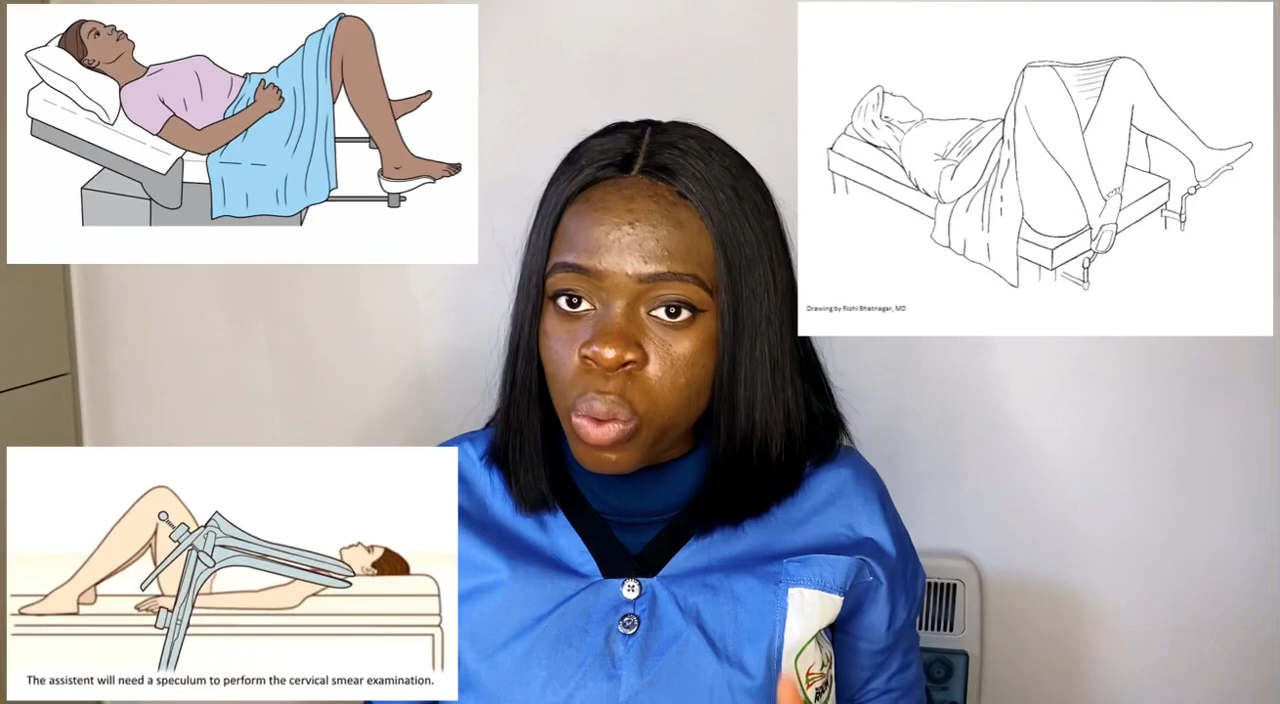 Drawing by Rishi Bhatnagar, MD
The assistent will need a speculum to perform the cervical smear examination.